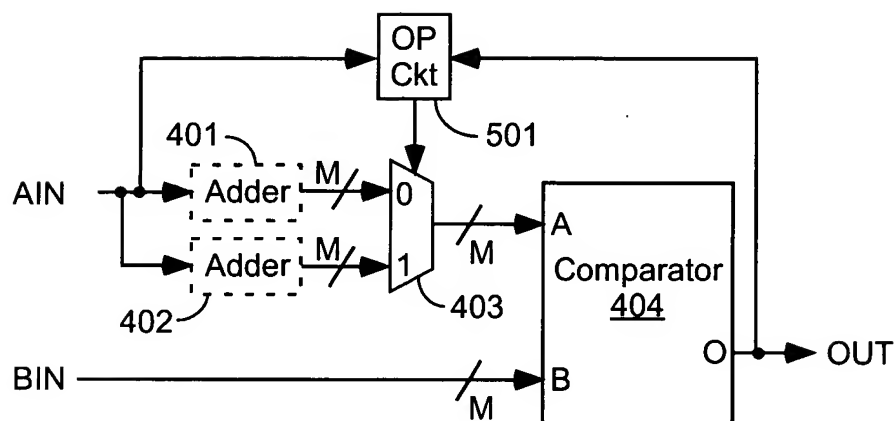 OP
Ckt
501
401
M
AIN
Adder
0
A
M
M
Adder
1
Comparator
404
402
403
O
OUT
BIN
M
B